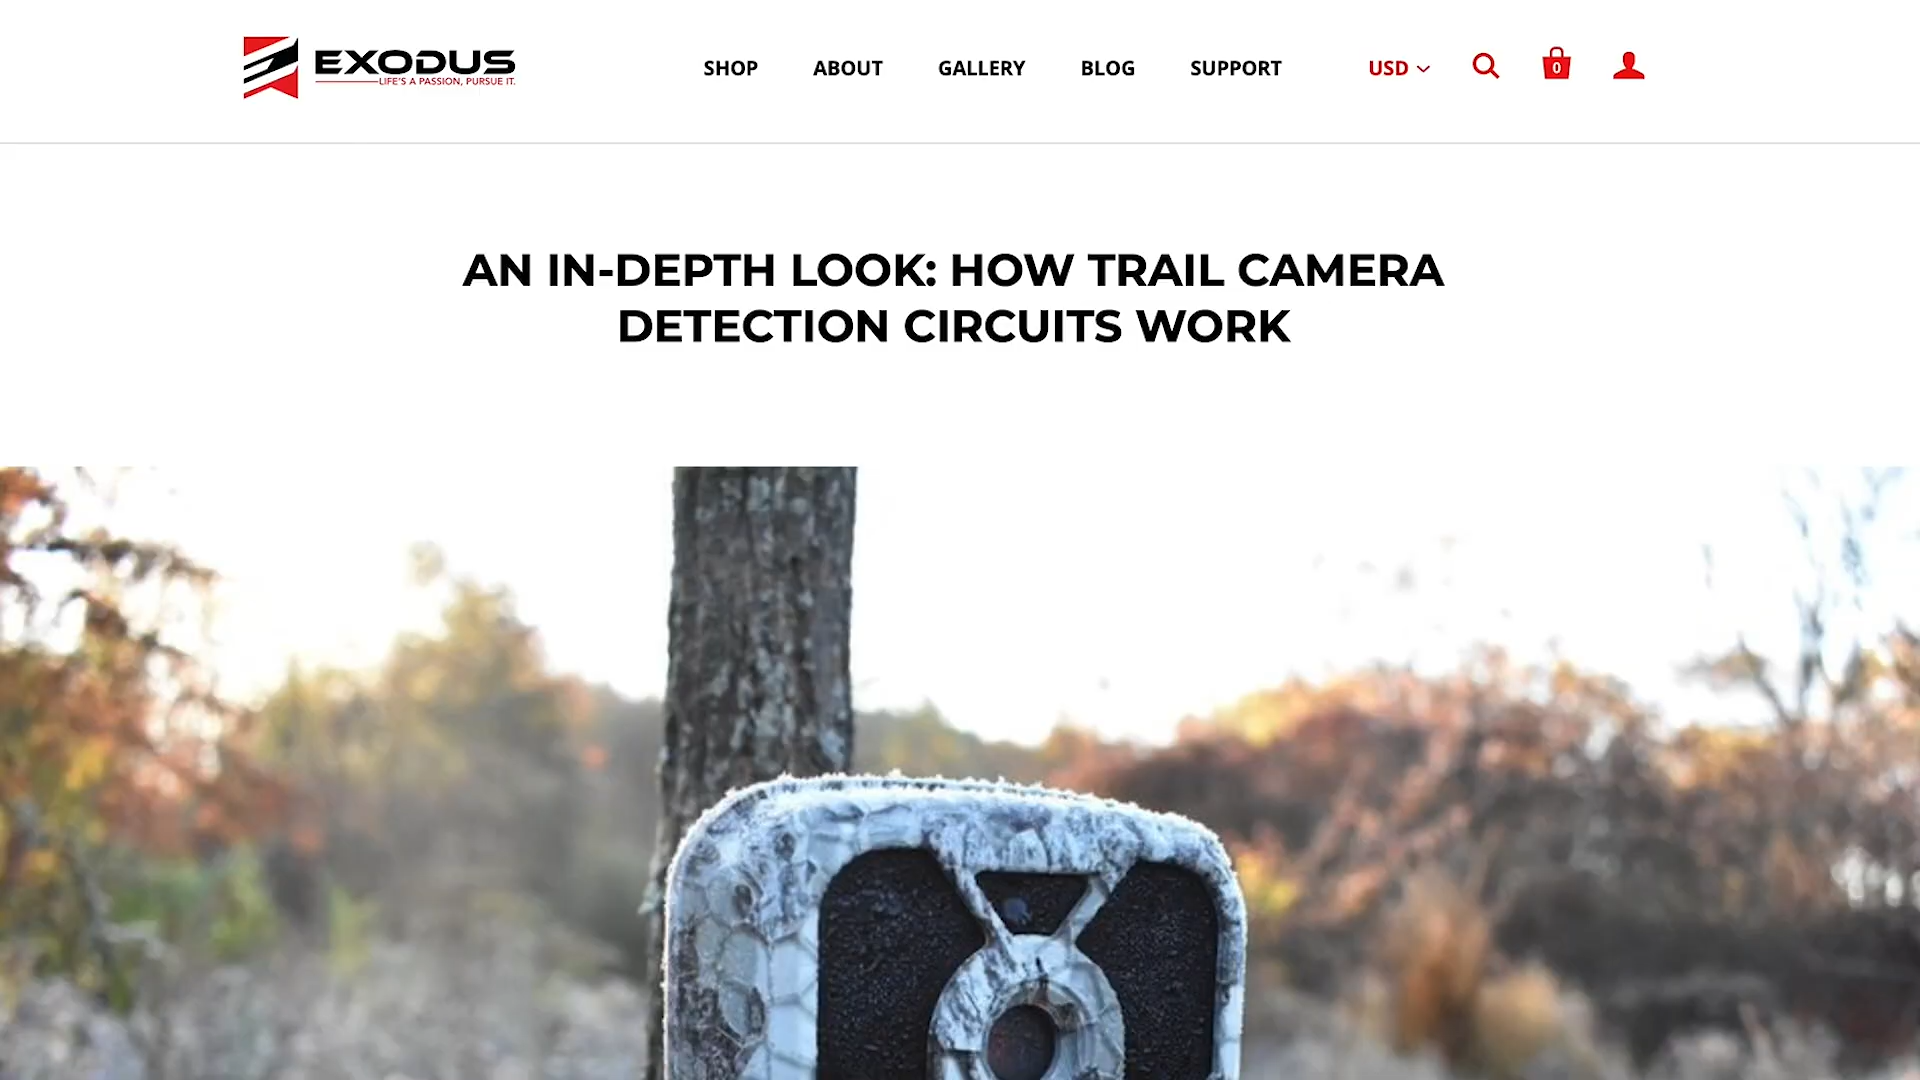 EXODUS
LIFE'S A PASSION, PURSUE IT.
SHOP ABOUT GALLERY BLOG SUPPORT USD 0
AN IN-DEPTH LOOK: HOW TRAIL CAMERA
DETECTION CIRCUITS WORK